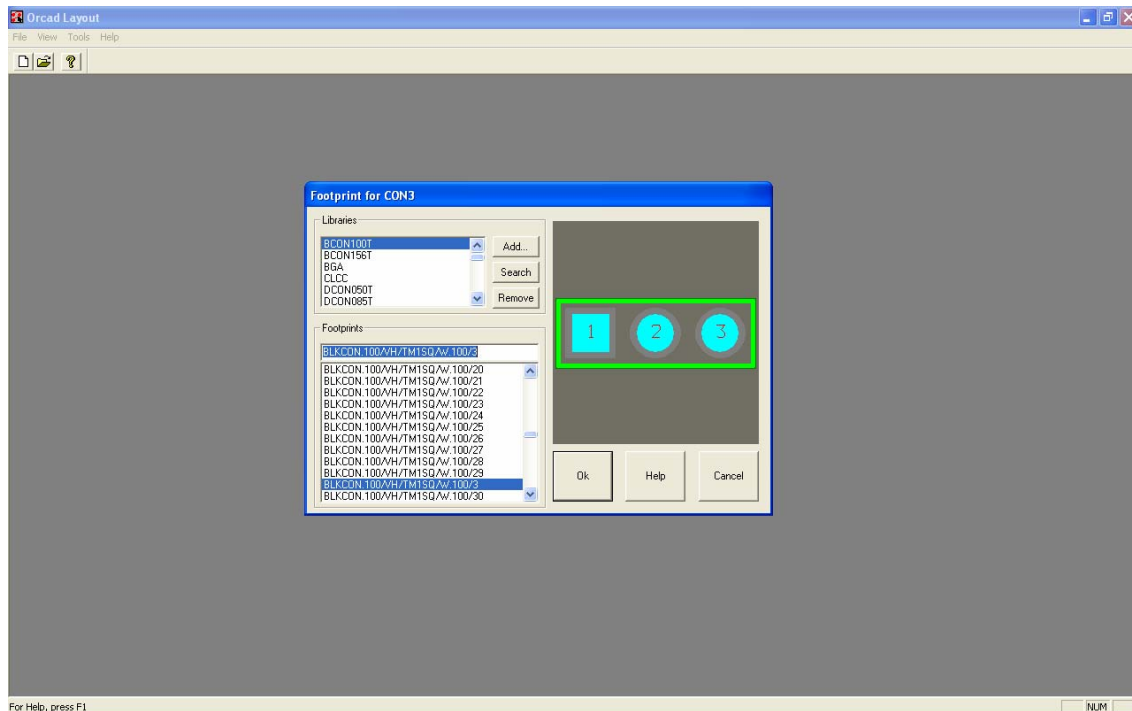 Orcad Layout
File View Tools Help
Footprint for CON3
Libraries
BCON100T
BCON156T
BGA
CLCC
DCON050T
DCON085T
Add...
Search
Remove
Footprints
BLKCON.100/VH/TM1SQ/W.100/3
BLKCON.100/VH/TM1SQ/W.100/20
BLKCON.100/VH/TM1SQ/W.100/21
BLKCON.100/VH/TM1SQ/W.100/22
BLKCON.100/VH/TM1SQ/W.100/23
BLKCON.100/VH/TM1SQ/W.100/24
BLKCON.100/VH/TM1SQ/W.100/25
BLKCON.100/VH/TM1SQ/W.100/26
BLKCON.100/VH/TM1SQ/W.100/27
BLKCON.100/VH/TM1SQ/W.100/28
BLKCON.100/VH/TM1SQ/W.100/29
BLKCON.100/VH/TM1SQ/W.100/3
BLKCON.100/VH/TM1SQ/W.100/30
1 2 3
Ok Help Cancel
For Help, press F1
NUM